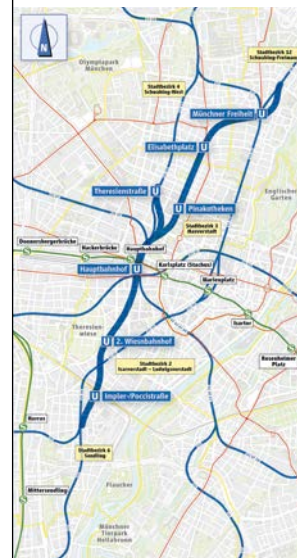 N
Olympiapark
München
Stadtbezirk 4
Schwabing-West
Stadtbezirk 12
Schwabing-Freimann
U Münchner Freiheit
Elisabethplatz U
Englischer
Garten
Theresienstraße U
U Pinakotheken
Stadtbezirk 3
Maxvorstadt
Donnersbergerbrücke
Hackerbrücke
Hauptbahnhof
Karlsplatz (Stachus)
Marienplatz
Hauptbahnhof U
Isartor
Rosenheimer
Platz
Theresien-
wiese
U 2. Wiesnbahnhof
Stadtbezirk 2
Isarvorstadt – Ludwigsvorstadt
U Impler-/Poccistraße
Harras
Stadtbezirk 6
Sendling
Flaucher
Mittersendling
Münchner
Tierpark
Hellabrunn